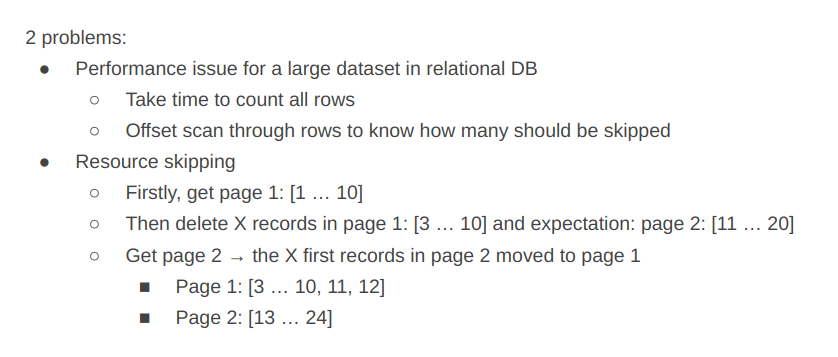 2 problems:
● Performance issue for a large dataset in relational DB
○ Take time to count all rows
○ Offset scan through rows to know how many should be skipped
● Resource skipping
○ Firstly, get page 1: [1 … 10]
○ Then delete X records in page 1: [3 … 10] and expectation: page 2: [11 … 20]
○ Get page 2 → the X first records in page 2 moved to page 1
■ Page 1: [3 … 10, 11, 12]
■ Page 2: [13 … 24]